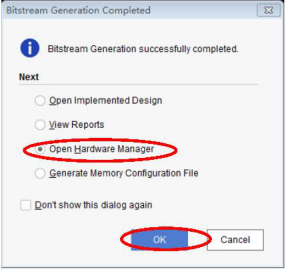 Bitstream Generation Completed
Bitstream Generation successfully completed.
Next
Open Implemented Design
View Reports
Open Hardware Manager
Generate Memory Configuration File
Don't show this dialog again
OK
Cancel